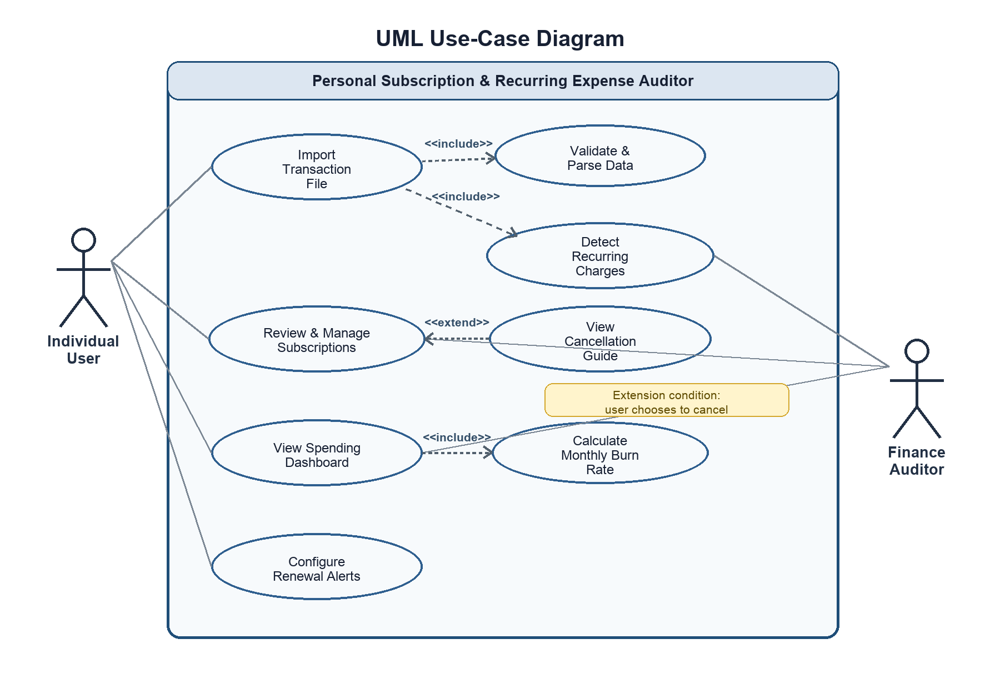 UML Use-Case Diagram
Personal Subscription & Recurring Expense Auditor
Import
Transaction
File
<<include>>
Validate &
Parse Data
<<include>>
Detect
Recurring
Charges
Individual
User
Review & Manage
Subscriptions
<<extend>>
View
Cancellation
Guide
Extension condition:
user chooses to cancel
View Spending
Dashboard
<<include>>
Calculate
Monthly Burn
Rate
Finance
Auditor
Configure
Renewal Alerts